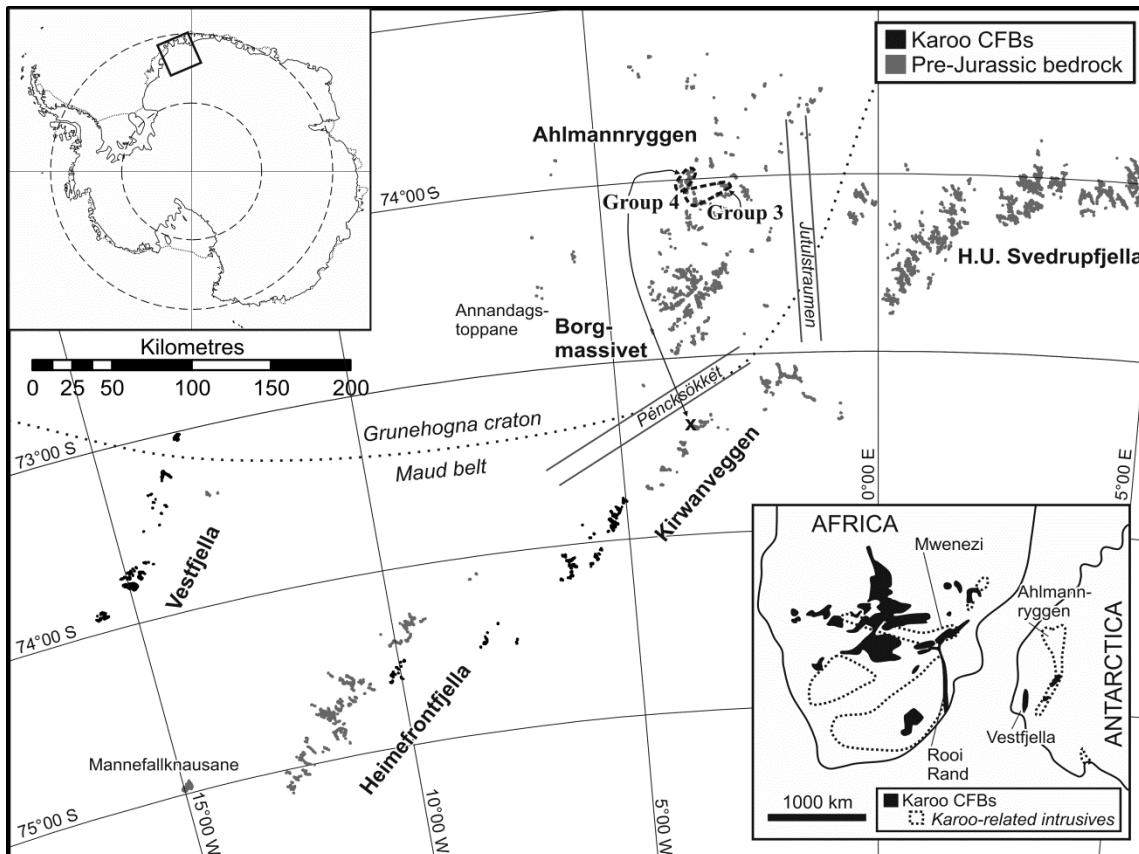 Karoo CFBs
Pre-Jurassic bedrock
Ahlmannryggen
74°00 S
Group 4
Group 3
Jutulstraumen
H.U. Svedrupfjella
Annandags-
toppane
Borg-
massivet
Kilometres
0 25 50 100 150 200
Pencksökket
Grunehogna craton
Maud belt
x
73°00 S
Kirwanveggen
0°00 E
5°00 E
Vestfjella
74°00 S
Heimefrontfjella
Mannefallknausane
75°00 S
15°00 W
10°00 W
5°00 W
AFRICA
Mwenezi
Ahlmann-
ryggen
ANTARCTICA
Vestfjella
Rooi
Rand
1000 km
Karoo CFBs
Karoo-related intrusives